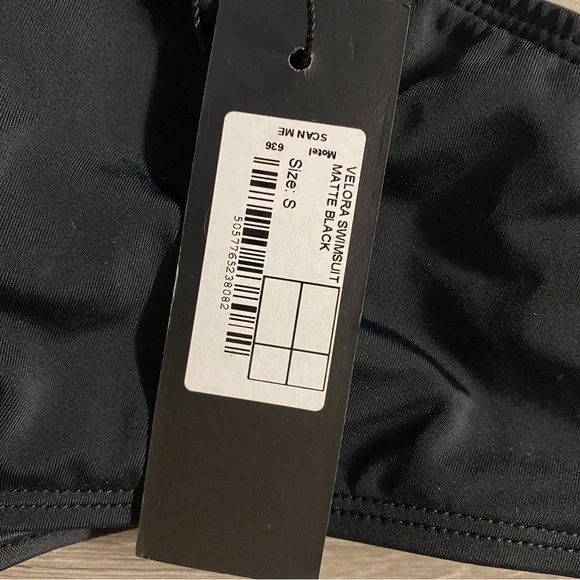 VELORA SWIMSUIT
MATTE BLACK
Size: S
Motel 636
SCAN ME
5057765238082